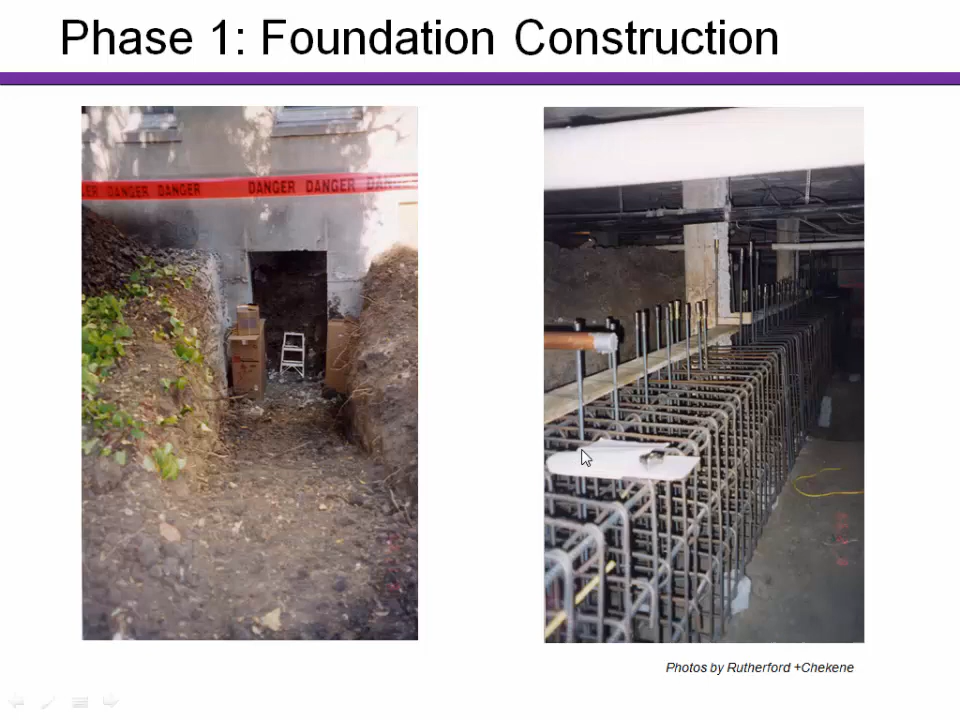 Phase 1: Foundation Construction
DANGER DANGER DANGER DANGER
Photos by Rutherford +Chekene